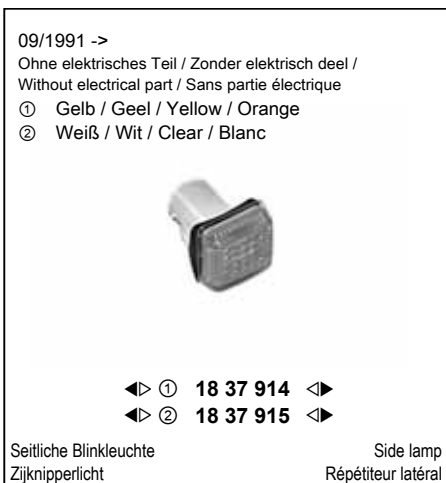 09/1991 ->
Ohne elektrisches Teil / Zonder elektrisch deel /
Without electrical part / Sans partie électrique
① Gelb / Geel / Yellow / Orange
② Weiß / Wit / Clear / Blanc
◀▷ ① 18 37 914 ◁▶
◀▷ ② 18 37 915 ◁▶
Seitliche Blinkleuchte Side lamp
Zijknipperlicht Répétiteur latéral